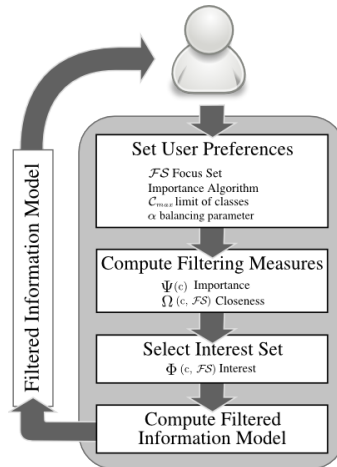 Set User Preferences
𝓕𝓢 Focus Set
Importance Algorithm
𝓒max limit of classes
α balancing parameter
Compute Filtering Measures
Ψ(c) Importance
Ω (c, 𝓕𝓢) Closeness
Select Interest Set
Φ (c, 𝓕𝓢) Interest
Compute Filtered
Information Model
Filtered Information Model